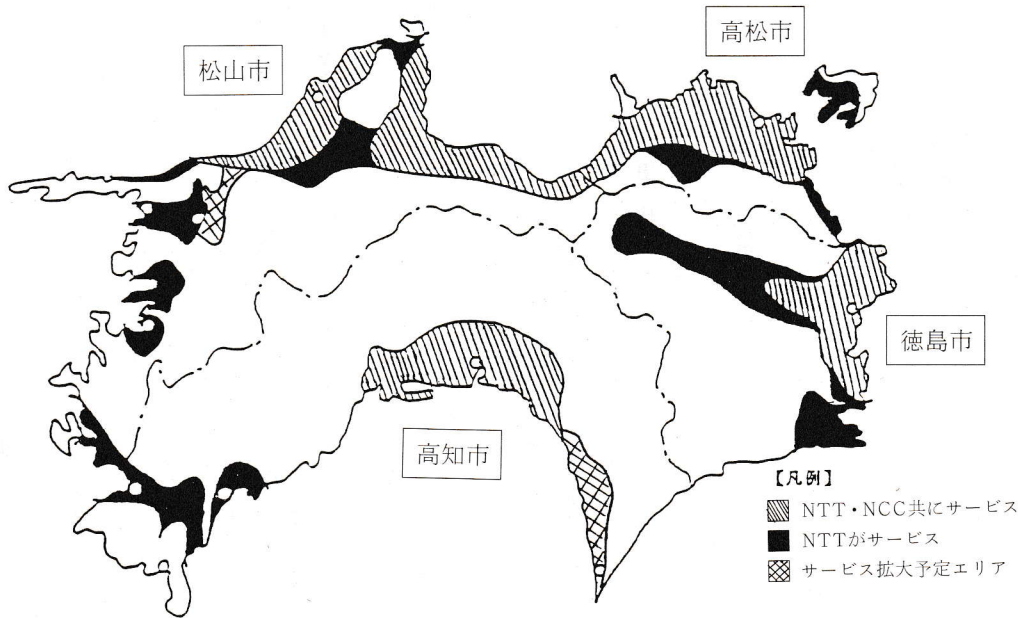 高松市
松山市
徳島市
高知市
【凡例】
NTT・NCC共にサービス
NTTがサービス
サービス拡大予定エリア